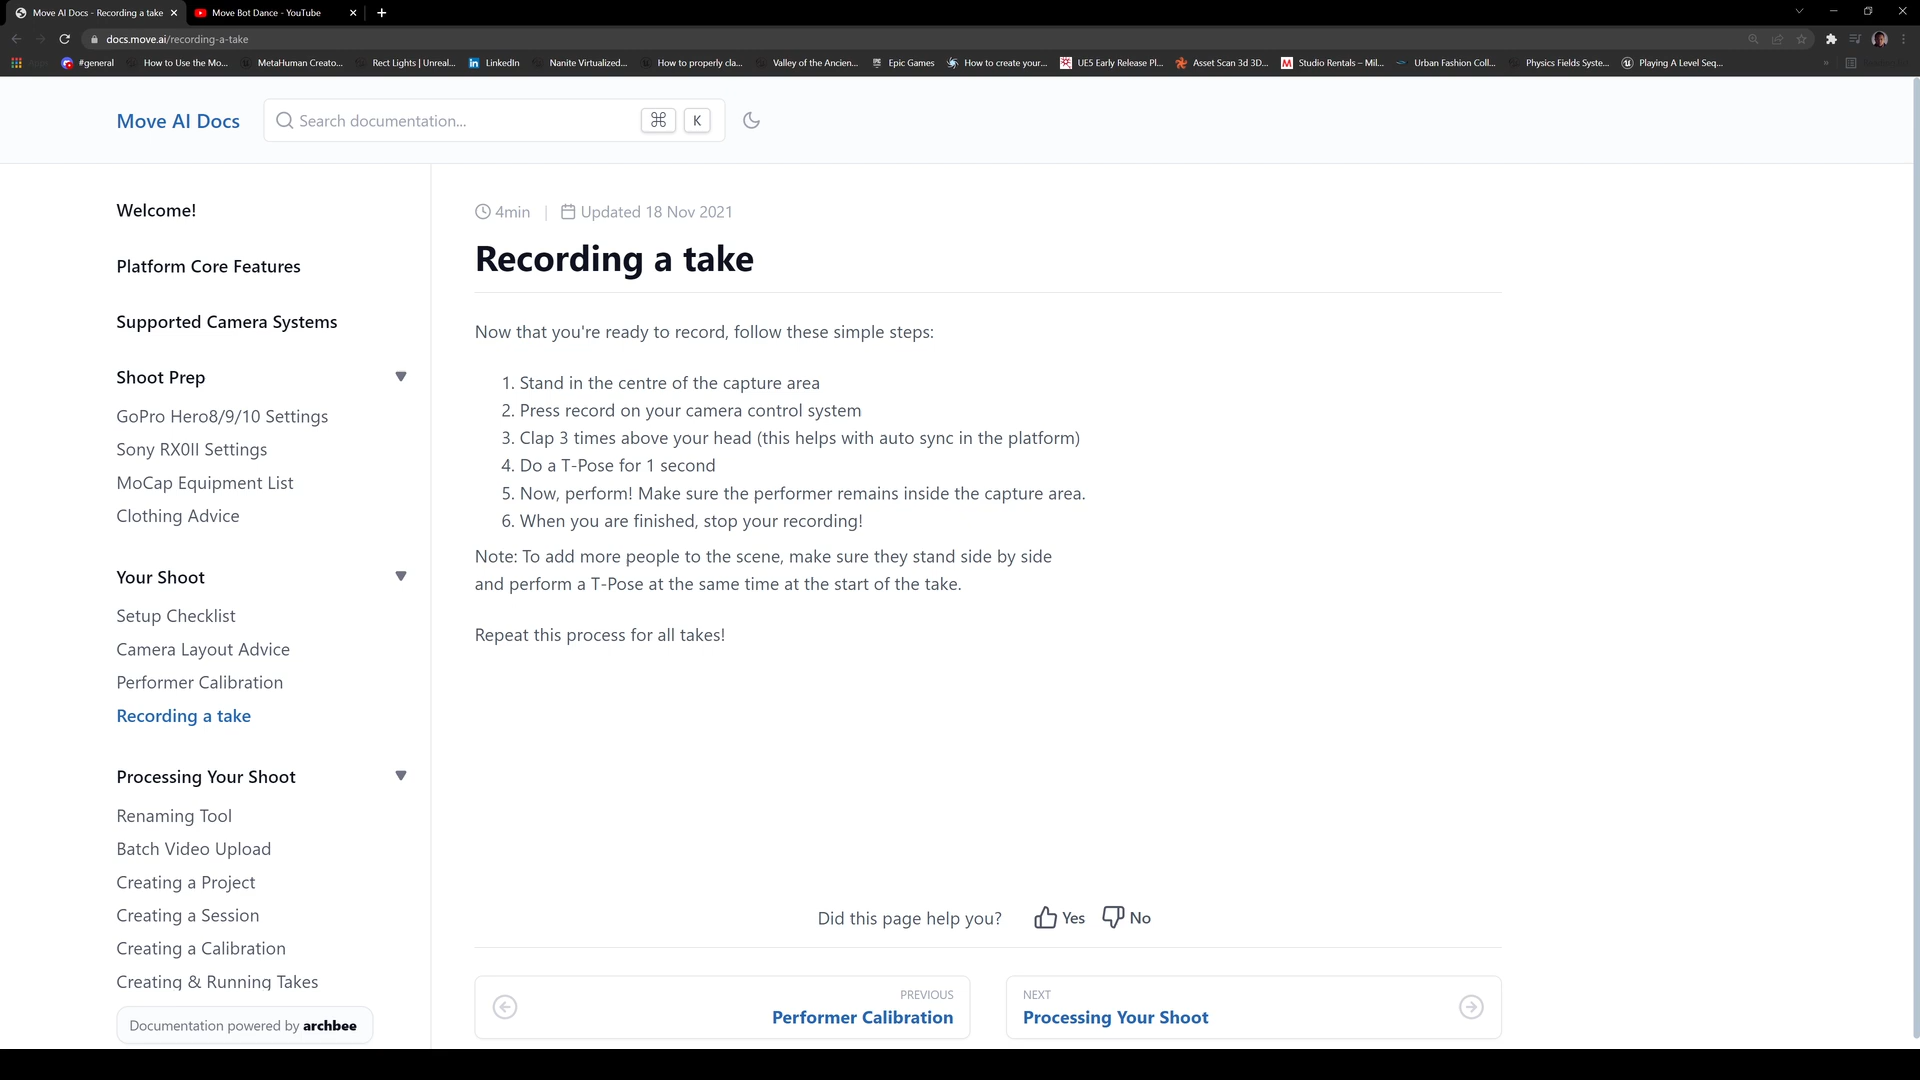 Move AI Docs - Recording a take
Move Bot Dance - YouTube
docs.move.ai/recording-a-take
#general
How to Use the Mo...
MetaHuman Creato...
Rect Lights | Unreal...
LinkedIn
Nanite Virtualized...
How to properly cla...
Valley of the Ancien...
Epic Games
How to create your...
UE5 Early Release Pl...
Asset Scan 3d 3D...
Studio Rentals – Mil...
Urban Fashion Coll...
Physics Fields Syste...
Playing A Level Seq...
Move AI Docs
Search documentation...
⌘ K
Welcome!
Platform Core Features
Supported Camera Systems
Shoot Prep
GoPro Hero8/9/10 Settings
Sony RX0II Settings
MoCap Equipment List
Clothing Advice
Your Shoot
Setup Checklist
Camera Layout Advice
Performer Calibration
Recording a take
Processing Your Shoot
Renaming Tool
Batch Video Upload
Creating a Project
Creating a Session
Creating a Calibration
Creating & Running Takes
Documentation powered by archbee
4min | Updated 18 Nov 2021
Recording a take
Now that you're ready to record, follow these simple steps:
1. Stand in the centre of the capture area
2. Press record on your camera control system
3. Clap 3 times above your head (this helps with auto sync in the platform)
4. Do a T-Pose for 1 second
5. Now, perform! Make sure the performer remains inside the capture area.
6. When you are finished, stop your recording!
Note: To add more people to the scene, make sure they stand side by side
and perform a T-Pose at the same time at the start of the take.
Repeat this process for all takes!
Did this page help you? Yes No
PREVIOUS
Performer Calibration
NEXT
Processing Your Shoot